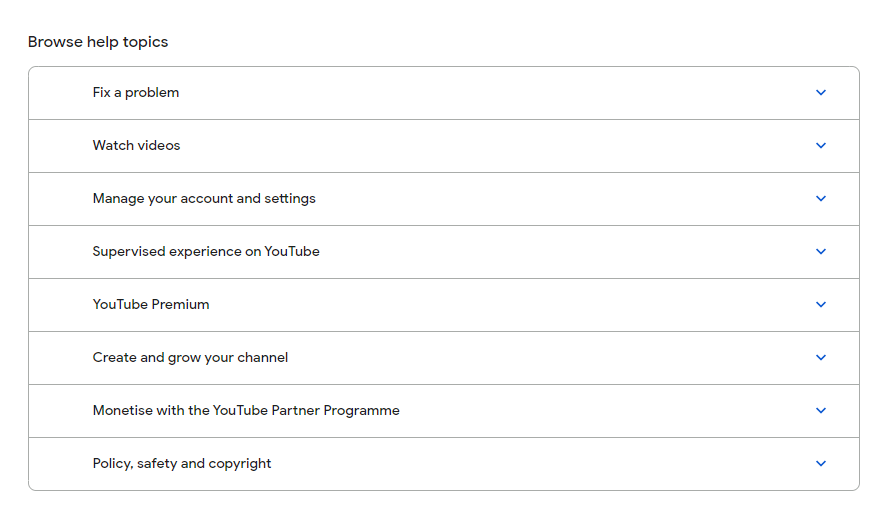 Browse help topics
Fix a problem
Watch videos
Manage your account and settings
Supervised experience on YouTube
YouTube Premium
Create and grow your channel
Monetise with the YouTube Partner Programme
Policy, safety and copyright